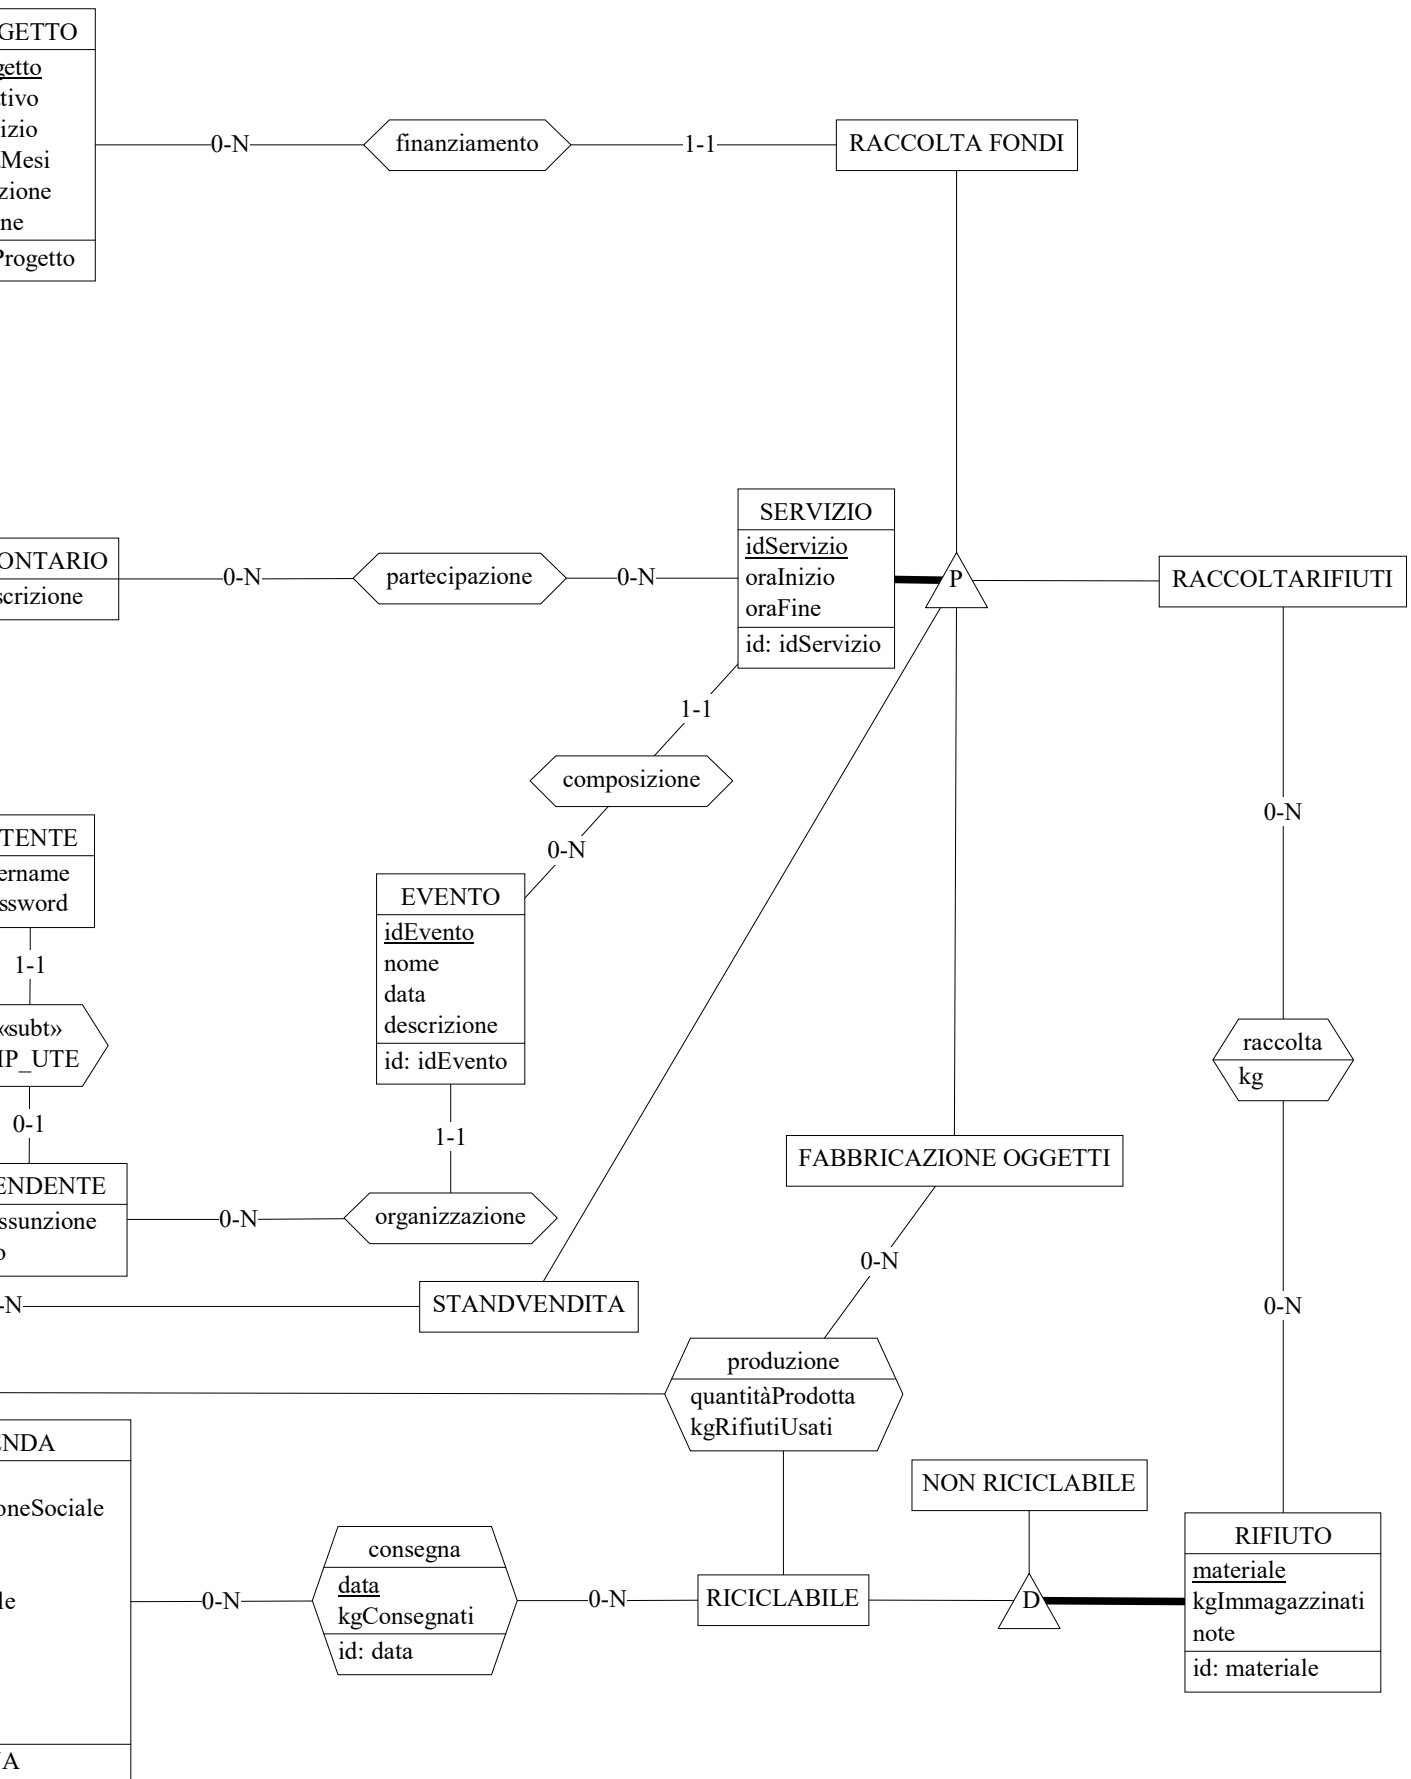 GETTO
getto
tivo
izio
Mesi
zione
ne
Progetto
0-N
finanziamento
1-1
RACCOLTA FONDI
ONTARIO
scrizione
0-N
partecipazione
0-N
SERVIZIO
idServizio
oraInizio
oraFine
id: idServizio
P
RACCOLTARIFIUTI
1-1
composizione
0-N
0-N
TENTE
ername
ssword
1-1
«subt»
IP_UTE
0-1
EVENTO
idEvento
nome
data
descrizione
id: idEvento
1-1
raccolta
kg
ENDENTE
ssunzione
o
0-N
organizzazione
FABBRICAZIONE OGGETTI
0-N
-N
STANDVENDITA
0-N
produzione
quantitàProdotta
kgRifiutiUsati
ENDA
oneSociale
le
NA
NON RICICLABILE
0-N
consegna
data
kgConsegnati
id: data
0-N
RICICLABILE
D
RIFIUTO
materiale
kgImmagazzinati
note
id: materiale